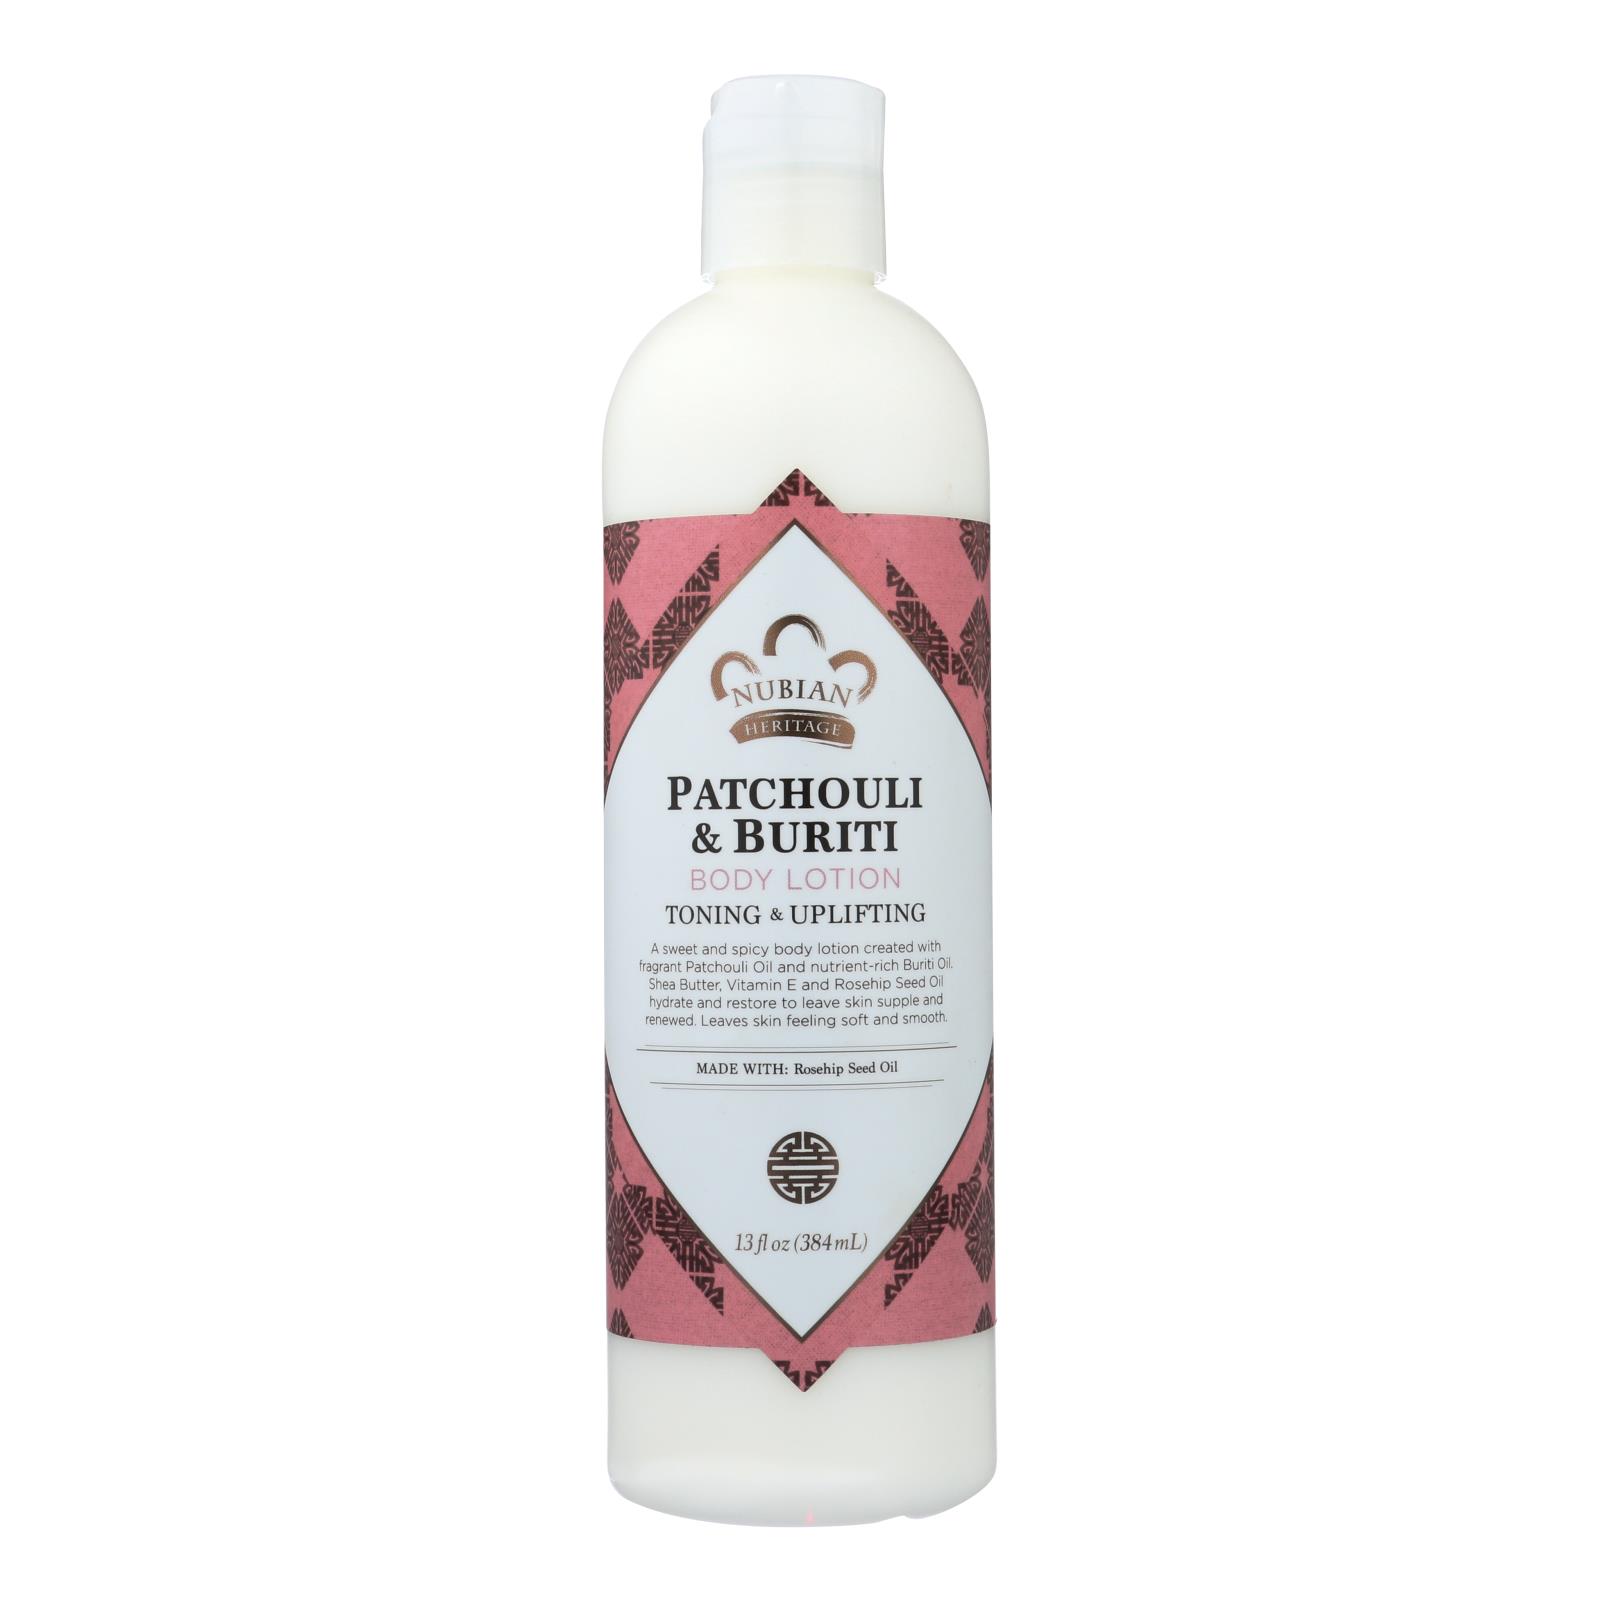 NUBIAN
HERITAGE
PATCHOULI
& BURITI
BODY LOTION
TONING & UPLIFTING
A sweet and spicy body lotion created with
fragrant Patchouli Oil and nutrient-rich Buriti Oil.
Shea Butter, Vitamin E and Rosehip Seed Oil
hydrate and restore to leave skin supple and
renewed. Leaves skin feeling soft and smooth.
MADE WITH: Rosehip Seed Oil
13 fl oz (384 mL)